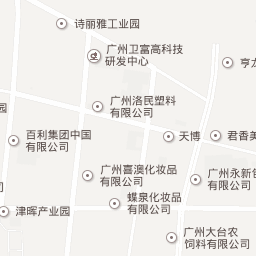 诗丽雅工业园
广州卫富高科技
研发中心
亨
广州洛民塑料
有限公司
园
天博
君香美
百利集团中国
有限公司
广州喜澳化妆品
有限公司
广州永新包
有限公司
津晖产业园
蝶泉化妆品
有限公司
广州大台农
饲料有限公司